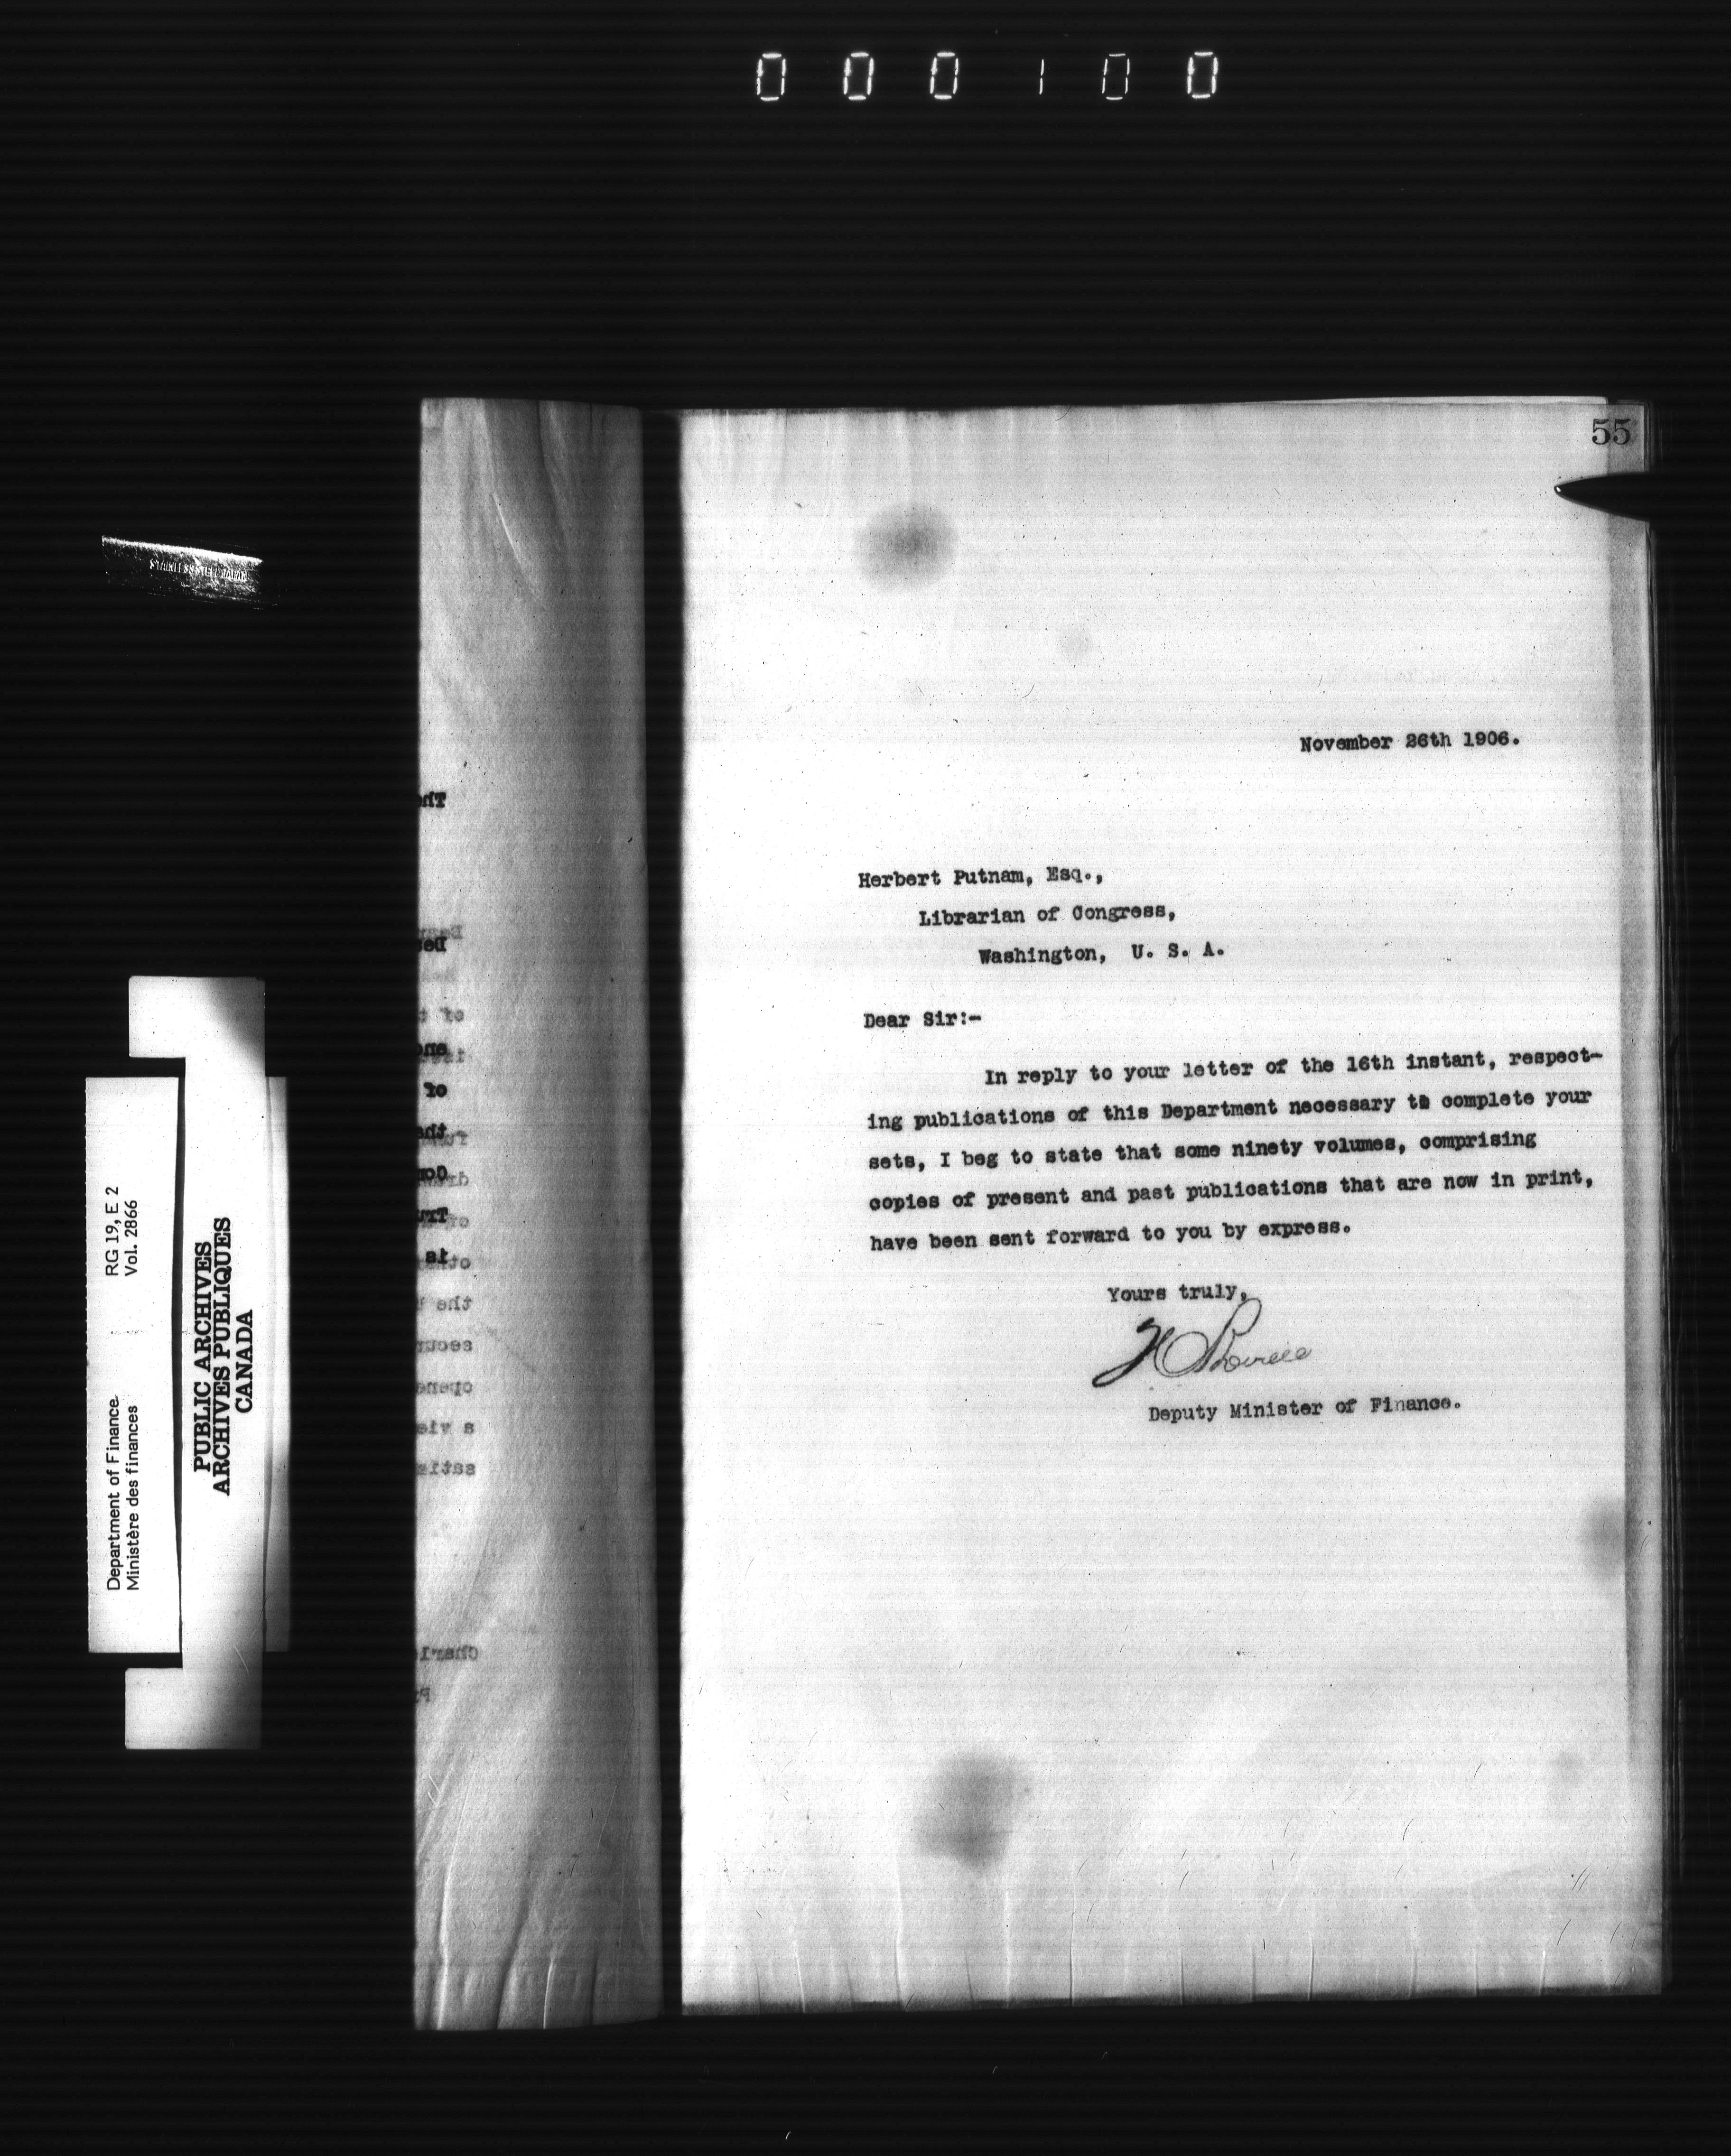 000100
55
November 26th 1906.
Herbert Putnam, Esq.,
Librarian of Congress,
Washington, U. S. A.
Dear Sir:-
In reply to your letter of the 16th instant, respect-
ing publications of this Department necessary to complete your
sets, I beg to state that some ninety volumes, comprising
copies of present and past publications that are now in print,
have been sent forward to you by express.
Yours truly,
Deputy Minister of Finance.
Department of Finance
Ministère des finances
RG 19, E 2
Vol. 2866
PUBLIC ARCHIVES
ARCHIVES PUBLIQUES
CANADA